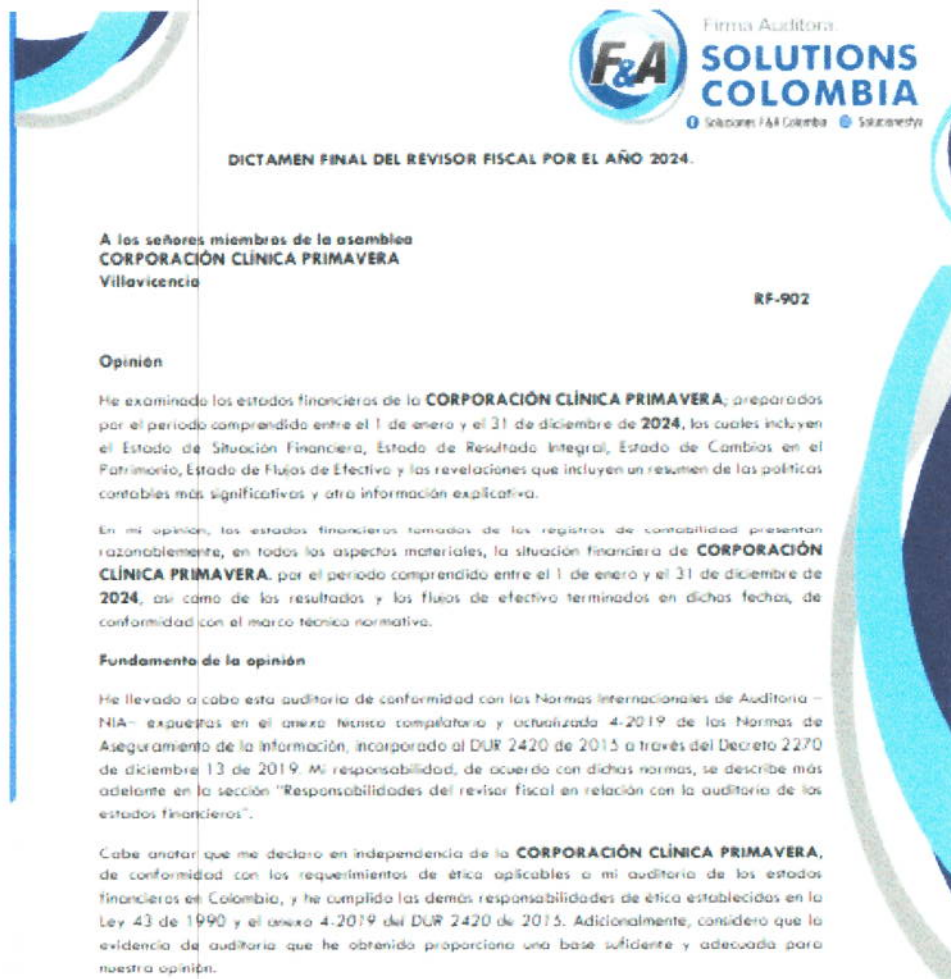 Firma Auditora
F&A
SOLUTIONS
COLOMBIA
Soluciones F&A Colombia Solucionesfya
DICTAMEN FINAL DEL REVISOR FISCAL POR EL AÑO 2024.
A los señores miembros de la asamblea
CORPORACIÓN CLÍNICA PRIMAVERA
Villavicencio
RF-902
Opinión
He examinado los estados financieros de la CORPORACIÓN CLÍNICA PRIMAVERA; preparados
por el periodo comprendido entre el 1 de enero y el 31 de diciembre de 2024, los cuales incluyen
el Estado de Situación Financiera, Estado de Resultado Integral, Estado de Cambios en el
Patrimonio, Estado de Flujos de Efectivo y las revelaciones que incluyen un resumen de las políticas
contables más significativas y otra información explicativa.
En mi opinión, los estados financieros tomados de los registros de contabilidad presentan
razonablemente, en todos los aspectos materiales, la situación financiera de CORPORACIÓN
CLÍNICA PRIMAVERA. por el periodo comprendido entre el 1 de enero y el 31 de diciembre de
2024, así como de los resultados y los flujos de efectivo terminados en dichas fechas, de
conformidad con el marco técnico normativo.
Fundamento de la opinión
He llevado a cabo esta auditoría de conformidad con las Normas Internacionales de Auditoría –
NIA– expuestas en el anexo técnico compilatorio y actualizado 4-2019 de las Normas de
Aseguramiento de la Información, incorporado al DUR 2420 de 2015 a través del Decreto 2270
de diciembre 13 de 2019. Mi responsabilidad, de acuerdo con dichas normas, se describe más
adelante en la sección "Responsabilidades del revisor fiscal en relación con la auditoría de los
estados financieros".
Cabe anotar que me declaro en independencia de la CORPORACIÓN CLÍNICA PRIMAVERA,
de conformidad con los requerimientos de ética aplicables a mi auditoría de los estados
financieros en Colombia, y he cumplido las demás responsabilidades de ética establecidos en la
Ley 43 de 1990 y el anexo 4-2019 del DUR 2420 de 2015. Adicionalmente, considero que la
evidencia de auditoría que he obtenido proporciona una base suficiente y adecuada para
nuestra opinión.